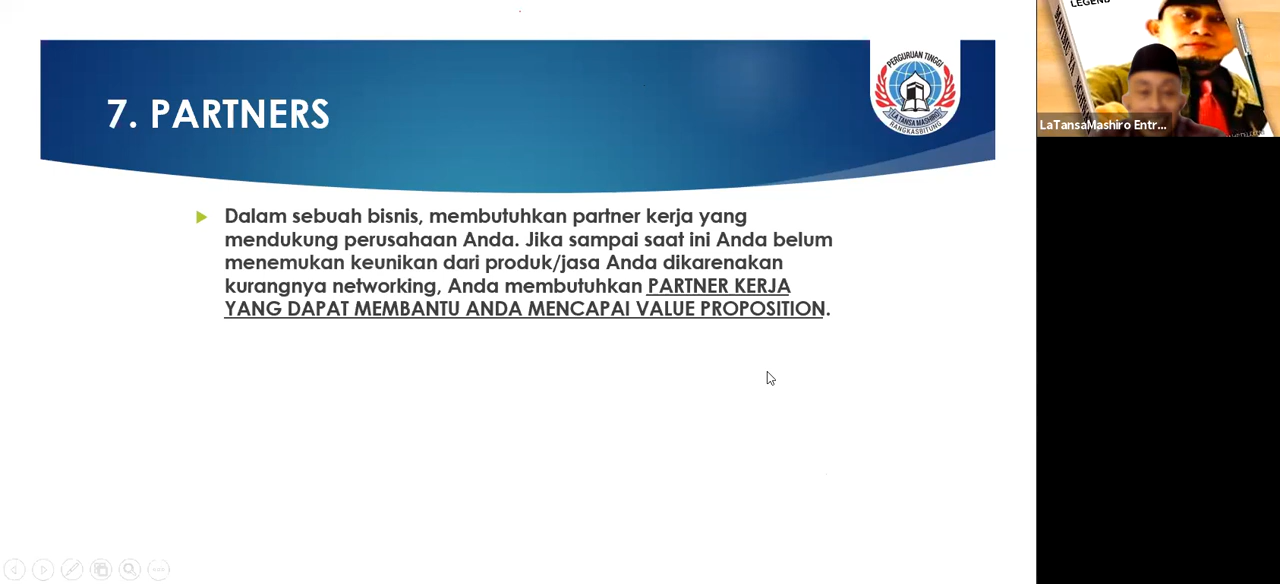 LEGEND
7. PARTNERS
PERGURUAN TINGGI
LA TANSA MASHIRO
RANGKASBITUNG
LaTansaMashiro Entr...
Dalam sebuah bisnis, membutuhkan partner kerja yang
mendukung perusahaan Anda. Jika sampai saat ini Anda belum
menemukan keunikan dari produk/jasa Anda dikarenakan
kurangnya networking, Anda membutuhkan PARTNER KERJA
YANG DAPAT MEMBANTU ANDA MENCAPAI VALUE PROPOSITION.